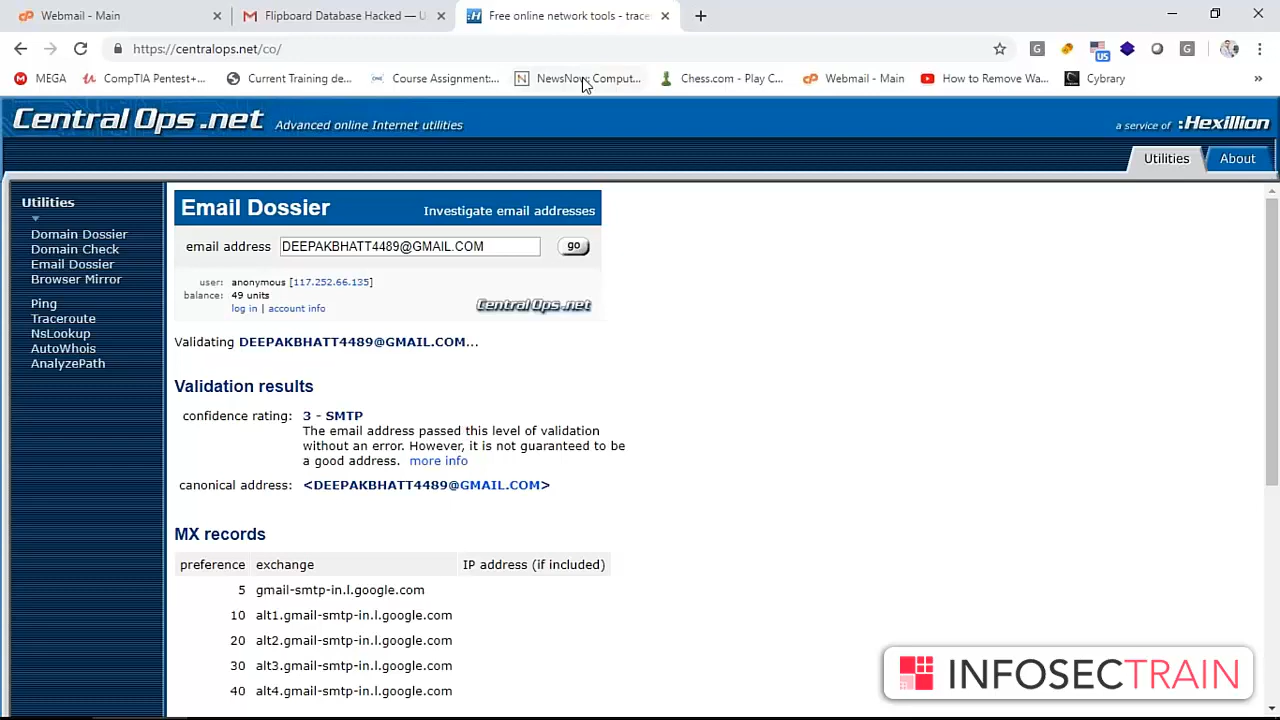 Webmail - Main
Flipboard Database Hacked — u
Free online network tools - trace
https://centralops.net/co/
MEGA
CompTIA Pentest+...
Current Training de...
Course Assignment:...
NewsNow: Comput...
Chess.com - Play C...
Webmail - Main
How to Remove Wa...
Cybrary
»
Central Ops .net
Advanced online Internet utilities
a service of :Hexillion
Utilities
About
Utilities
Domain Dossier
Domain Check
Email Dossier
Browser Mirror
Ping
Traceroute
NsLookup
AutoWhois
AnalyzePath
Email Dossier
Investigate email addresses
email address DEEPAKBHATT4489@GMAIL.COM go
user: anonymous [117.252.66.135]
balance: 49 units
log in | account info
Central Ops .net
Validating DEEPAKBHATT4489@GMAIL.COM...
Validation results
confidence rating: 3 - SMTP
The email address passed this level of validation
without an error. However, it is not guaranteed to be
a good address. more info
canonical address: <DEEPAKBHATT4489@GMAIL.COM>
MX records
preference exchange IP address (if included)
5 gmail-smtp-in.l.google.com
10 alt1.gmail-smtp-in.l.google.com
20 alt2.gmail-smtp-in.l.google.com
30 alt3.gmail-smtp-in.l.google.com
40 alt4.gmail-smtp-in.l.google.com
INFOSECTRAIN